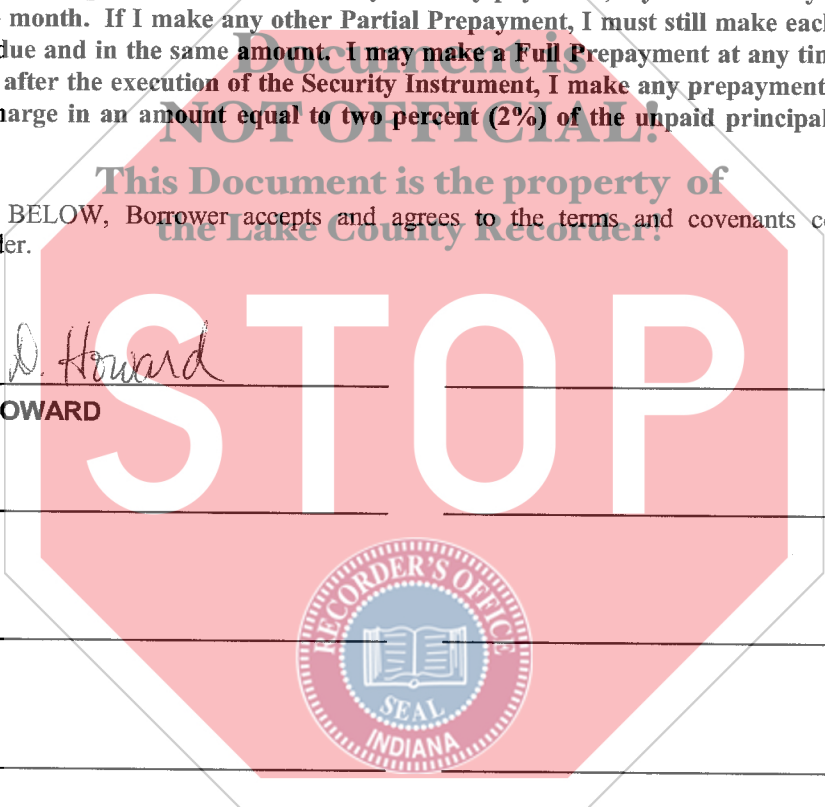 month. If I make any other Partial Prepayment, I must still make each
due and in the same amount. I may make a Full Prepayment at any tim
Document is
after the execution of the Security Instrument, I make any prepayment
arge in an amount equal to two percent (2%) of the unpaid principal
NOT OFFICIAL!
This Document is the property of
BELOW, Borrower accepts and agrees to the terms and covenants c
the Lake County Recorder!
er.
STOP
D. Howard
OWARD
RECORDER'S OFFICE
SEAL
INDIANA